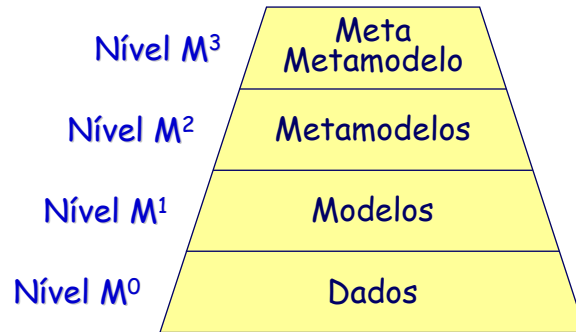 Nível M³
Meta
Metamodelo
Nível M²
Metamodelos
Nível M¹
Modelos
Nível M⁰
Dados